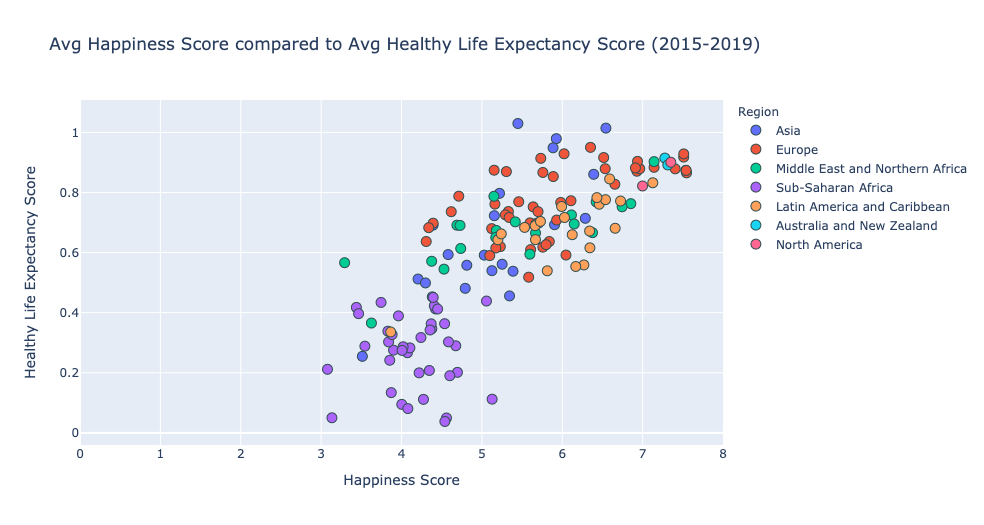 Avg Happiness Score compared to Avg Healthy Life Expectancy Score (2015-2019)
Region
Asia
Europe
Middle East and Northern Africa
Sub-Saharan Africa
Latin America and Caribbean
Australia and New Zealand
North America
Healthy Life Expectancy Score
1
0.8
0.6
0.4
0.2
0
0 1 2 3 4 5 6 7 8
Happiness Score